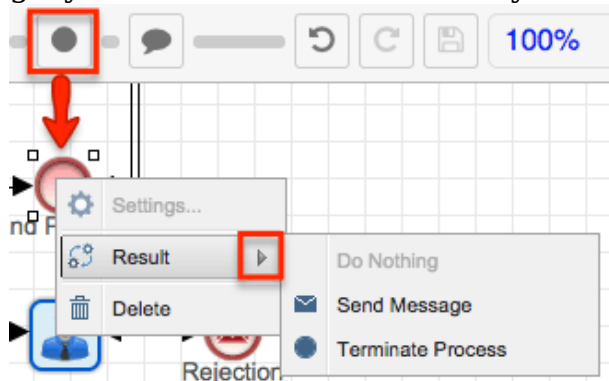 100%
Settings...
Result
Do Nothing
Delete
Send Message
Terminate Process
Rejection